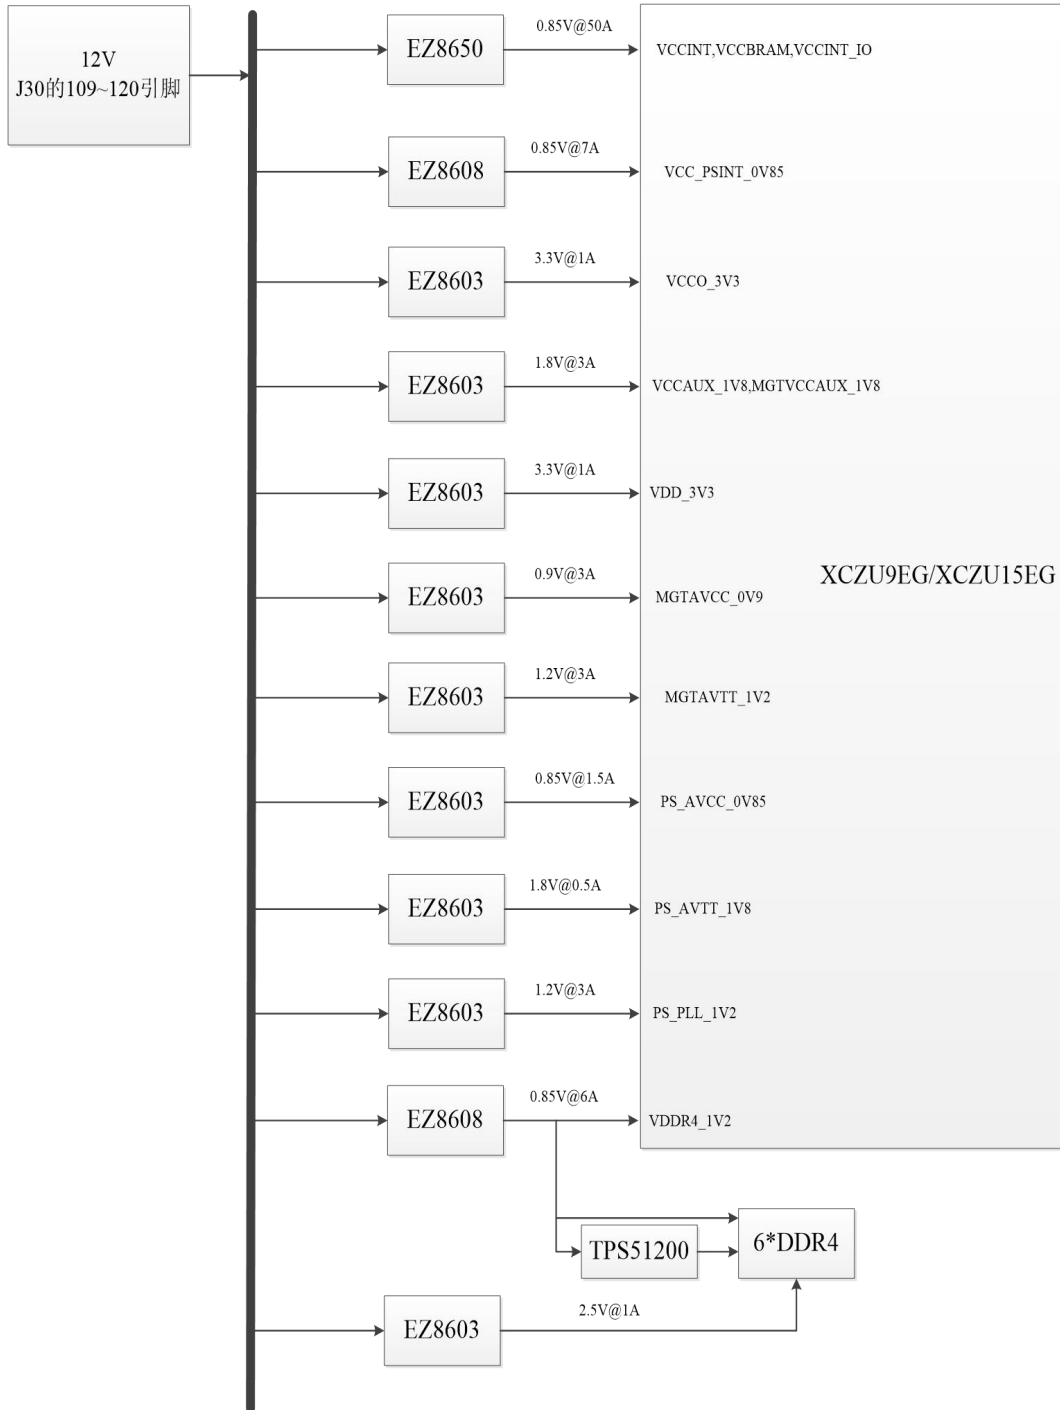 12V
J30的109~120引脚
EZ8650
0.85V@50A
VCCINT,VCCBRAM,VCCINT_IO
EZ8608
0.85V@7A
VCC_PSINT_0V85
EZ8603
3.3V@1A
VCCO_3V3
EZ8603
1.8V@3A
VCCAUX_1V8,MGTVCCAUX_1V8
EZ8603
3.3V@1A
VDD_3V3
XCZU9EG/XCZU15EG
EZ8603
0.9V@3A
MGTAVCC_0V9
EZ8603
1.2V@3A
MGTAVTT_1V2
EZ8603
0.85V@1.5A
PS_AVCC_0V85
EZ8603
1.8V@0.5A
PS_AVTT_1V8
EZ8603
1.2V@3A
PS_PLL_1V2
EZ8608
0.85V@6A
VDDR4_1V2
TPS51200
6*DDR4
EZ8603
2.5V@1A